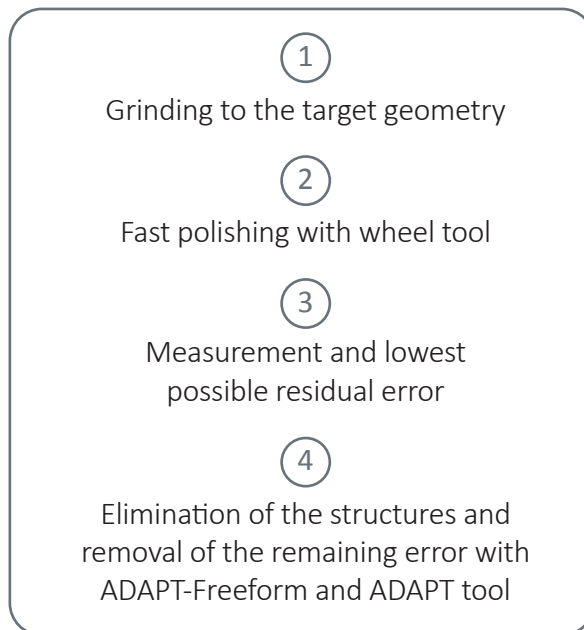 1
Grinding to the target geometry
2
Fast polishing with wheel tool
3
Measurement and lowest
possible residual error
4
Elimination of the structures and
removal of the remaining error with
ADAPT-Freeform and ADAPT tool